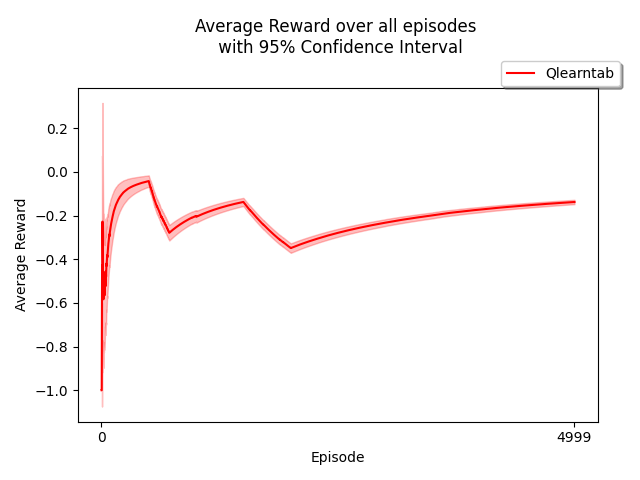 Average Reward over all episodes
with 95% Confidence Interval
Qlearntab
0.2
0.0
−0.2
−0.4
−0.6
−0.8
−1.0
Average Reward
0
4999
Episode